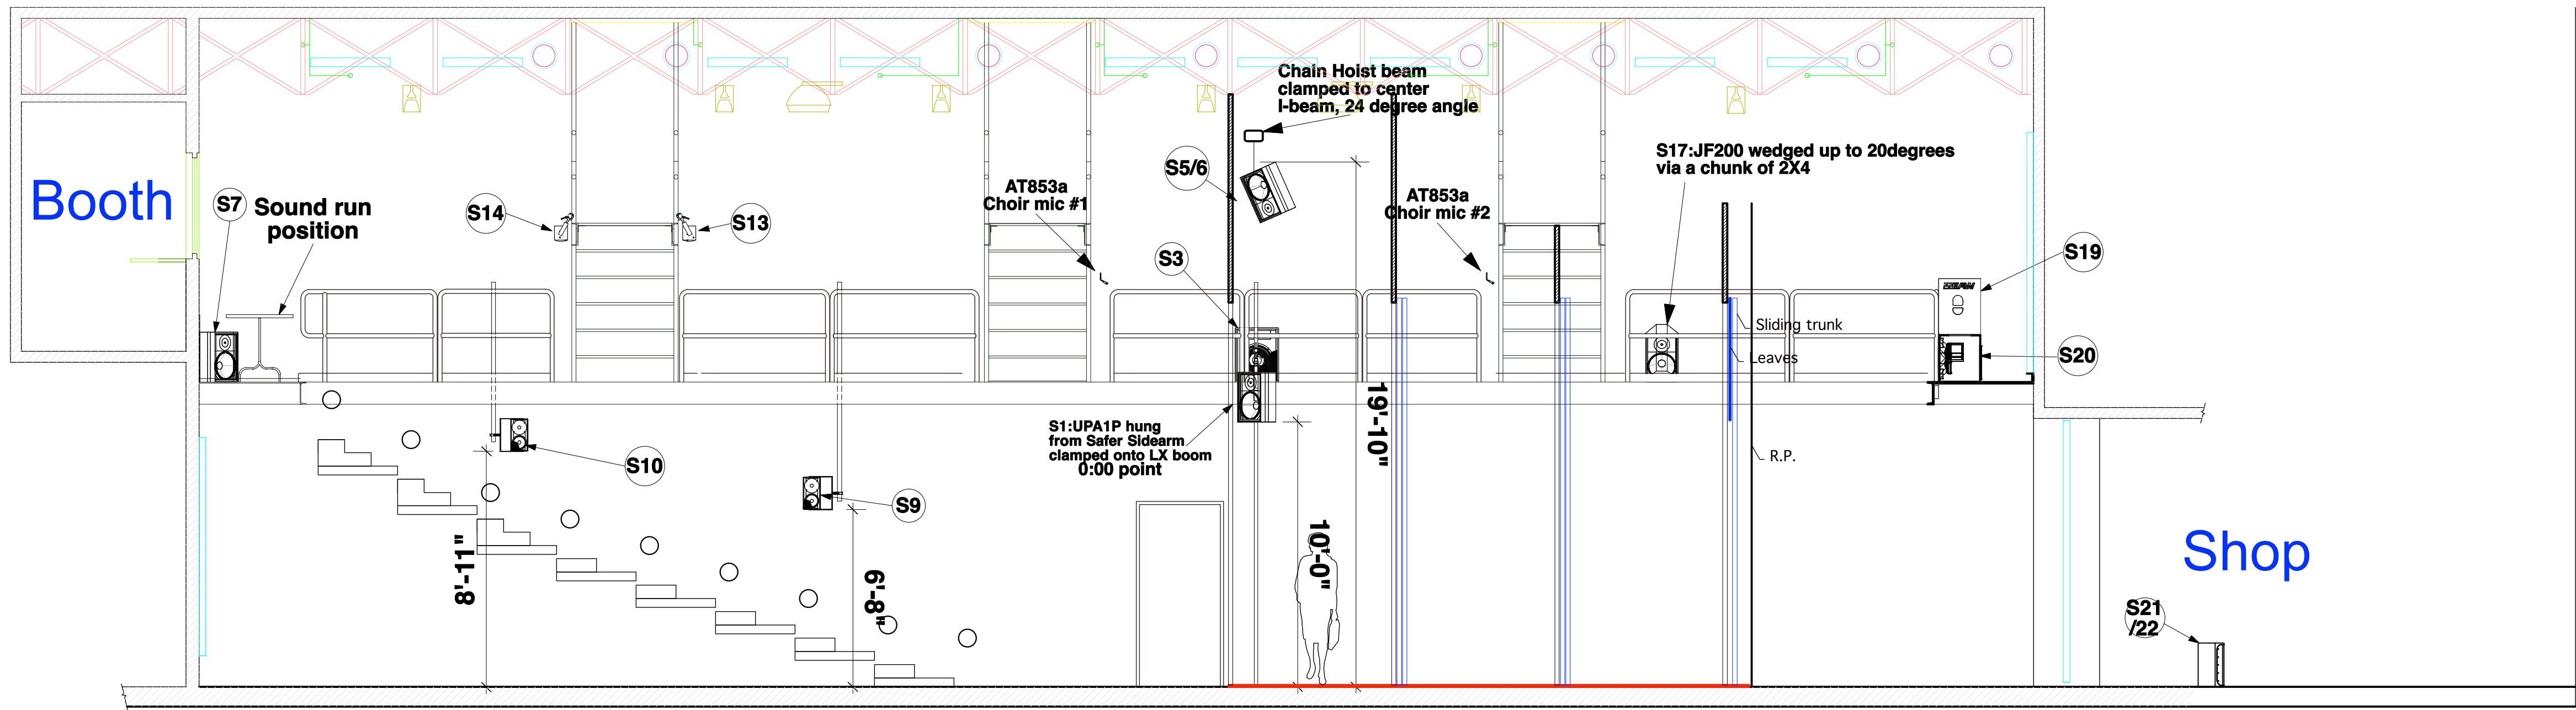 Chain Hoist beam
clamped to center
I-beam, 24 degree angle
S17:JF200 wedged up to 20degrees
via a chunk of 2X4
Booth
S7
Sound run
position
S14
S13
AT853a
Choir mic #1
S5/6
AT853a
Choir mic #2
S3
S19
Sliding trunk
Leaves
S20
19'-10"
S1:UPA1P hung
from Safer Sidearm
clamped onto LX boom
0:00 point
R.P.
S10
S9
8'-11"
6'-8"
10'-0"
Shop
S21
/22